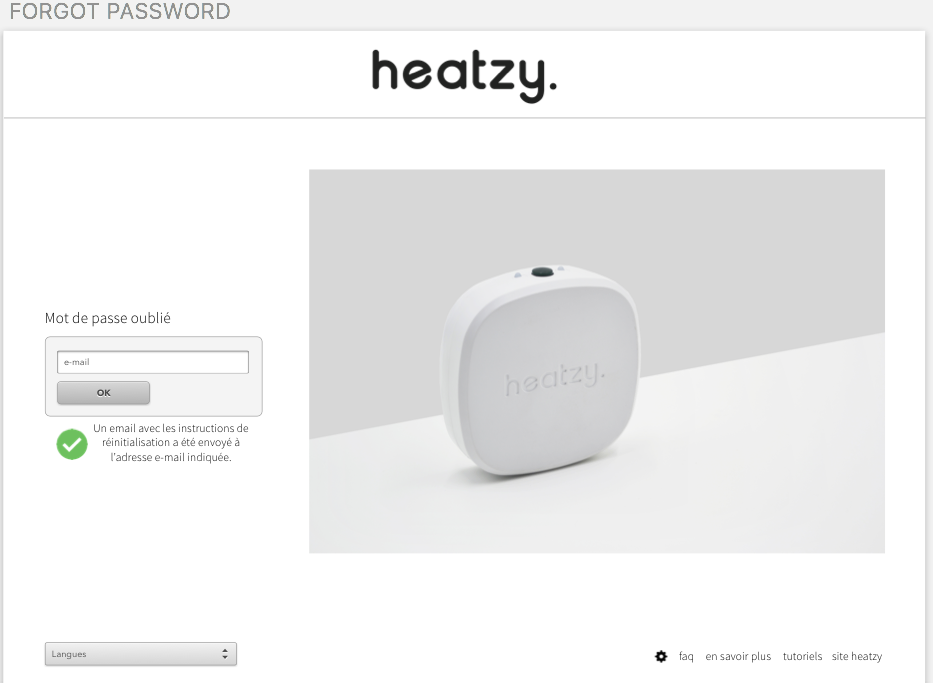 FORGOT PASSWORD
heatzy.
heatzy.
Mot de passe oublié
e-mail
OK
Un email avec les instructions de
réinitialisation a été envoyé à
l'adresse e-mail indiquée.
Langues
faq en savoir plus tutoriels site heatzy